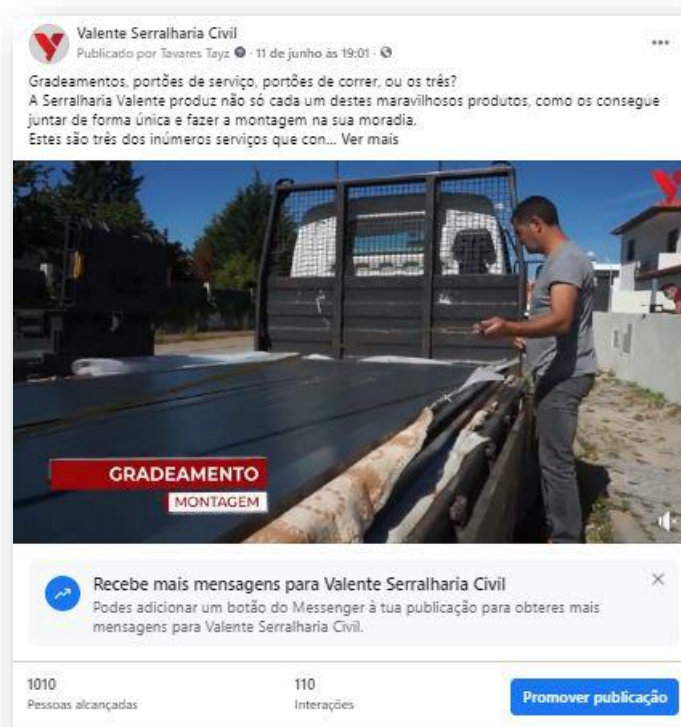 Valente Serralharia Civil
Publicado por Tavares Tayz · 11 de junho às 19:01 ·
Gradeamentos, portões de serviço, portões de correr, ou os três?
A Serralharia Valente produz não só cada um destes maravilhosos produtos, como os consegue
juntar de forma única e fazer a montagem na sua moradia.
Estes são três dos inúmeros serviços que con... Ver mais
GRADEAMENTO
MONTAGEM
Recebe mais mensagens para Valente Serralharia Civil
Podes adicionar um botão do Messenger à tua publicação para obteres mais
mensagens para Valente Serralharia Civil.
1010
Pessoas alcançadas
110
Interações
Promover publicação